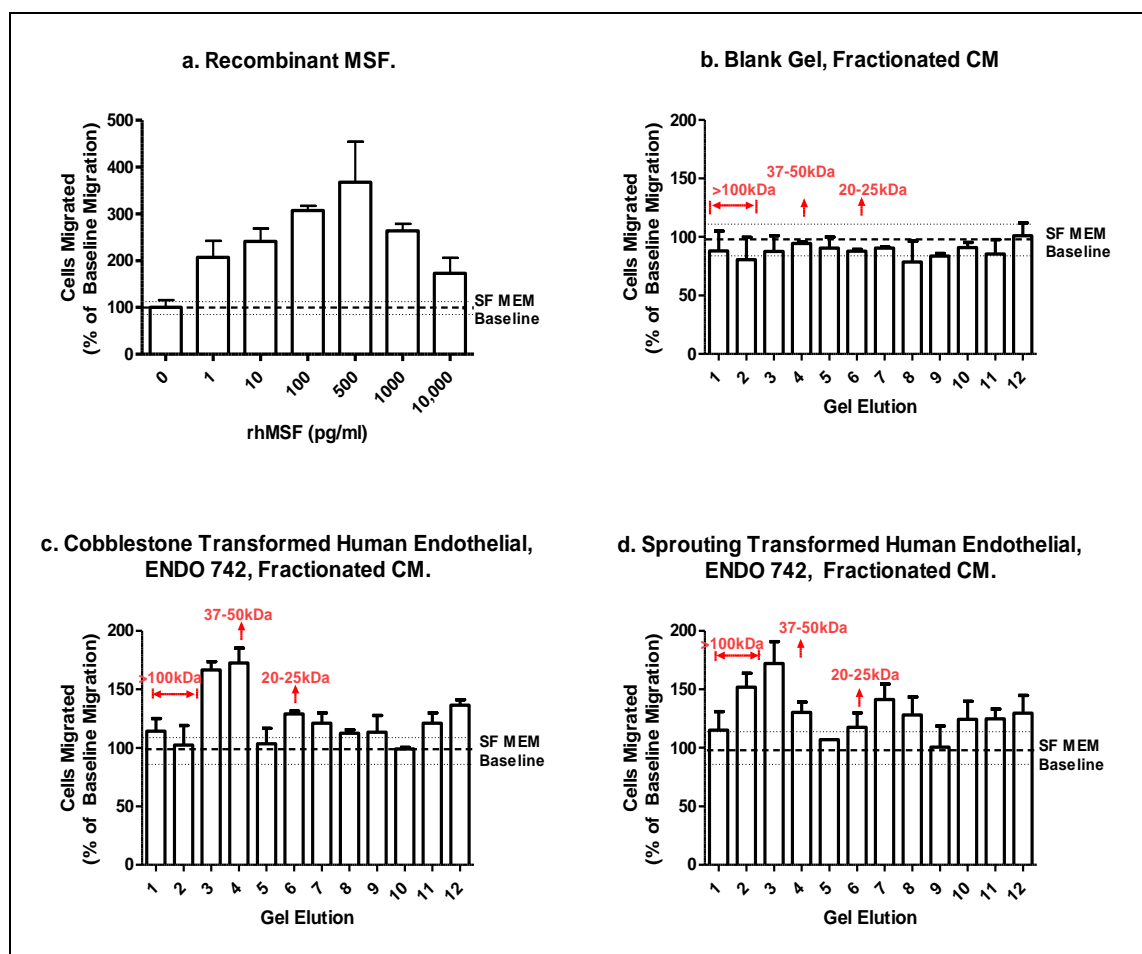 a. Recombinant MSF.
Cells Migrated
(% of Baseline Migration)
500
400
300
200
100
0
SF MEM
Baseline
0
1
10
100
500
1000
10,000
rhMSF (pg/ml)
b. Blank Gel, Fractionated CM
Cells Migrated
(% of Baseline Migration)
200
150
100
50
0
37-50kDa
>100kDa
20-25kDa
SF MEM
Baseline
1
2
3
4
5
6
7
8
9
10
11
12
Gel Elution
c. Cobblestone Transformed Human Endothelial,
ENDO 742, Fractionated CM.
Cells Migrated
(% of Baseline Migration)
200
150
100
50
0
37-50kDa
>100kDa
20-25kDa
SF MEM
Baseline
1
2
3
4
5
6
7
8
9
10
11
12
Gel Elution
d. Sprouting Transformed Human Endothelial,
ENDO 742, Fractionated CM.
Cells Migrated
(% of Baseline Migration)
200
150
100
50
0
37-50kDa
>100kDa
20-25kDa
SF MEM
Baseline
1
2
3
4
5
6
7
8
9
10
11
12
Gel Elution